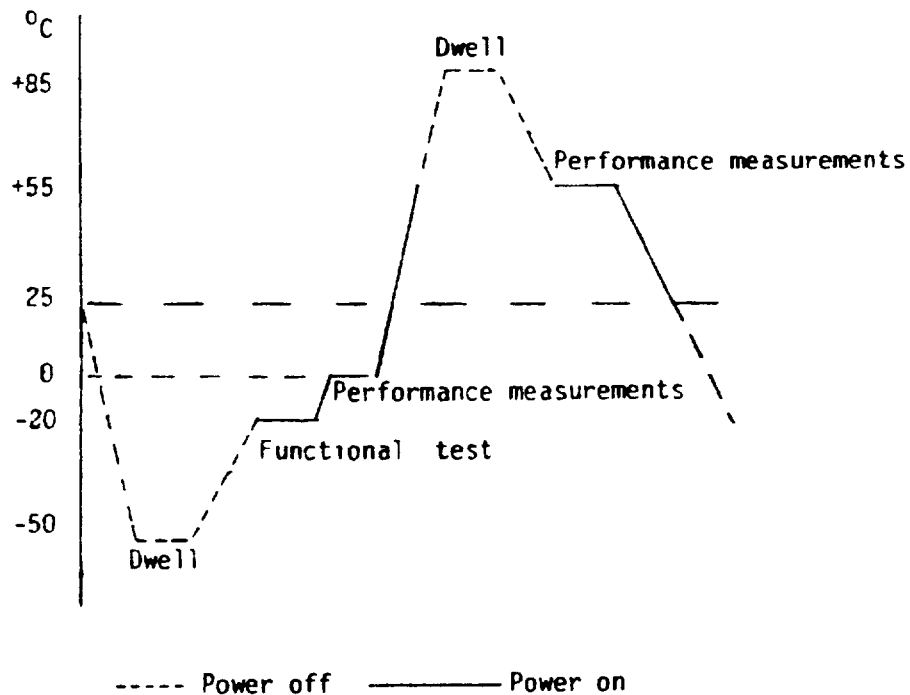 °C
Dwell
+85
Performance measurements
+55
25
0
Performance measurements
-20
Functional test
-50
Dwell
Power off
Power on